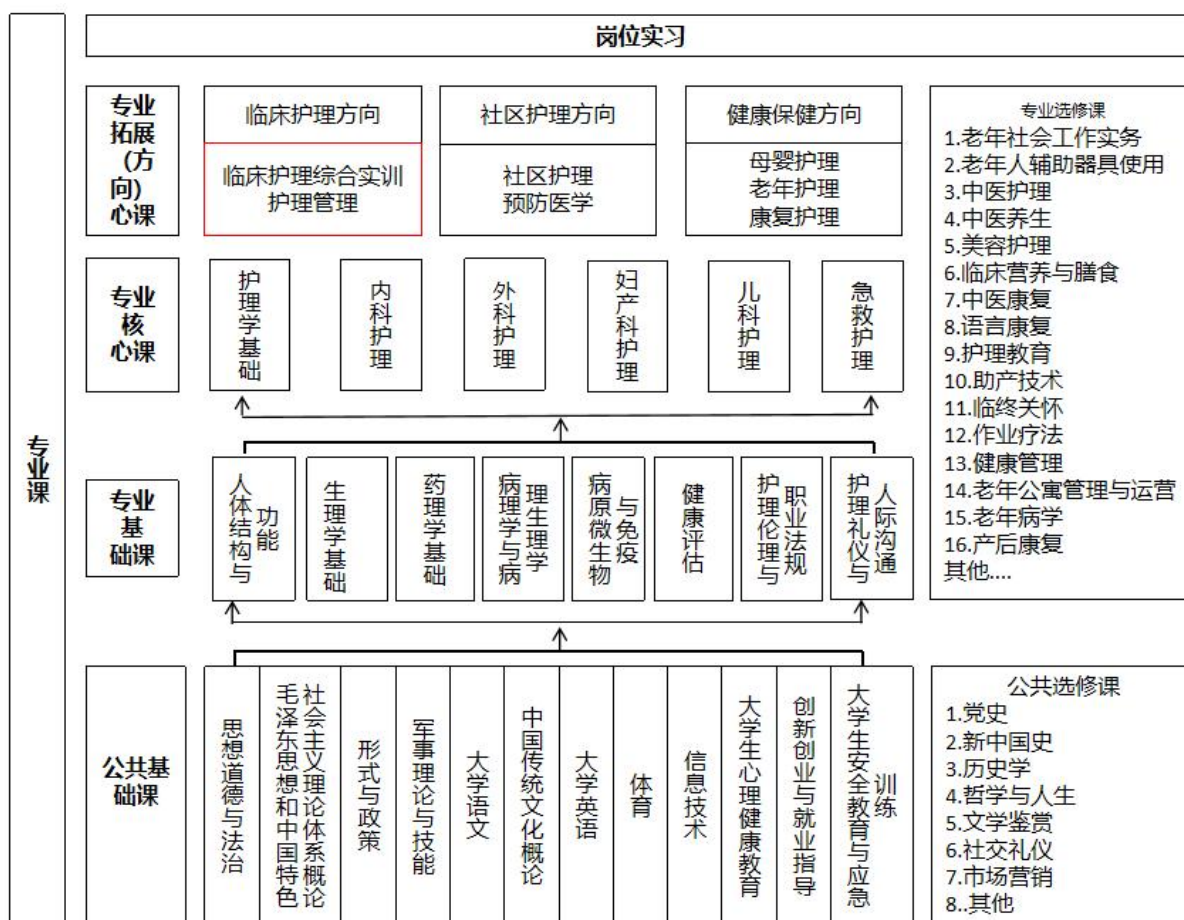 专业课
岗位实习
专业
拓展
(方
向)
心课
临床护理方向
临床护理综合实训
护理管理
社区护理方向
社区护理
预防医学
健康保健方向
母婴护理
老年护理
康复护理
专业选修课
1.老年社会工作实务
2.老年人辅助器具使用
3.中医护理
4.中医养生
5.美容护理
6.临床营养与膳食
7.中医康复
8.语言康复
9.护理教育
10.助产技术
11.临终关怀
12.作业疗法
13.健康管理
14.老年公寓管理与运营
15.老年病学
16.产后康复
其他....
专业
核
心课
护理学基础
内科护理
外科护理
妇产科护理
儿科护理
急救护理
专业
基
础课
人体结构与
功能
生理学基础
药理学基础
病理学与病
理生理学
病原微生物
与免疫
健康评估
护理伦理与
职业法规
护理礼仪与
人际沟通
公共基
础课
思想道德与法治
毛泽东思想和中国特色
社会主义理论体系概论
形式与政策
军事理论与技能
大学语文
中国传统文化概论
大学英语
体育
信息技术
大学生心理健康教育
创新创业与就业指导
大学生安全教育与应急
训练
公共选修课
1.党史
2.新中国史
3.历史学
4.哲学与人生
5.文学鉴赏
6.社交礼仪
7.市场营销
8..其他